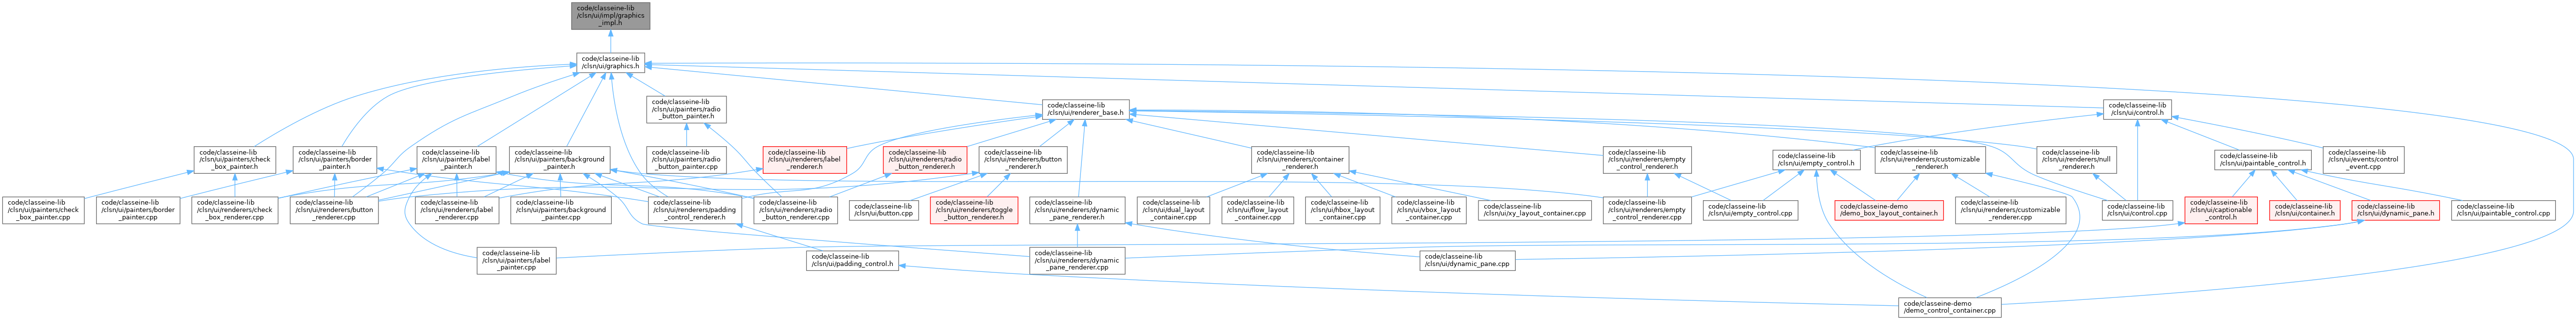 code/classeine-lib
/clsn/ui/impl/graphics
_impl.h
code/classeine-lib
/clsn/ui/graphics.h
code/classeine-lib
/clsn/ui/painters/radio
_button_painter.h
code/classeine-lib
/clsn/ui/renderer_base.h
code/classeine-lib
/clsn/ui/control.h
code/classeine-lib
/clsn/ui/painters/check
_box_painter.h
code/classeine-lib
/clsn/ui/painters/border
_painter.h
code/classeine-lib
/clsn/ui/painters/label
_painter.h
code/classeine-lib
/clsn/ui/painters/background
_painter.h
code/classeine-lib
/clsn/ui/painters/radio
_button_painter.cpp
code/classeine-lib
/clsn/ui/renderers/label
_renderer.h
code/classeine-lib
/clsn/ui/renderers/radio
_button_renderer.h
code/classeine-lib
/clsn/ui/renderers/button
_renderer.h
code/classeine-lib
/clsn/ui/renderers/container
_renderer.h
code/classeine-lib
/clsn/ui/renderers/empty
_control_renderer.h
code/classeine-lib
/clsn/ui/empty_control.h
code/classeine-lib
/clsn/ui/renderers/customizable
_renderer.h
code/classeine-lib
/clsn/ui/renderers/null
_renderer.h
code/classeine-lib
/clsn/ui/paintable_control.h
code/classeine-lib
/clsn/ui/events/control
_event.cpp
code/classeine-lib
/clsn/ui/painters/check
_box_painter.cpp
code/classeine-lib
/clsn/ui/painters/border
_painter.cpp
code/classeine-lib
/clsn/ui/renderers/check
_box_renderer.cpp
code/classeine-lib
/clsn/ui/renderers/button
_renderer.cpp
code/classeine-lib
/clsn/ui/renderers/label
_renderer.cpp
code/classeine-lib
/clsn/ui/painters/background
_painter.cpp
code/classeine-lib
/clsn/ui/renderers/padding
_control_renderer.h
code/classeine-lib
/clsn/ui/renderers/radio
_button_renderer.cpp
code/classeine-lib
/clsn/ui/button.cpp
code/classeine-lib
/clsn/ui/renderers/toggle
_button_renderer.h
code/classeine-lib
/clsn/ui/renderers/dynamic
_pane_renderer.h
code/classeine-lib
/clsn/ui/dual_layout
_container.cpp
code/classeine-lib
/clsn/ui/flow_layout
_container.cpp
code/classeine-lib
/clsn/ui/hbox_layout
_container.cpp
code/classeine-lib
/clsn/ui/vbox_layout
_container.cpp
code/classeine-lib
/clsn/ui/xy_layout_container.cpp
code/classeine-lib
/clsn/ui/renderers/empty
_control_renderer.cpp
code/classeine-lib
/clsn/ui/empty_control.cpp
code/classeine-demo
/demo_box_layout_container.h
code/classeine-lib
/clsn/ui/renderers/customizable
_renderer.cpp
code/classeine-lib
/clsn/ui/control.cpp
code/classeine-lib
/clsn/ui/captionable
_control.h
code/classeine-lib
/clsn/ui/container.h
code/classeine-lib
/clsn/ui/dynamic_pane.h
code/classeine-lib
/clsn/ui/paintable_control.cpp
code/classeine-lib
/clsn/ui/painters/label
_painter.cpp
code/classeine-lib
/clsn/ui/padding_control.h
code/classeine-lib
/clsn/ui/renderers/dynamic
_pane_renderer.cpp
code/classeine-lib
/clsn/ui/dynamic_pane.cpp
code/classeine-demo
/demo_control_container.cpp